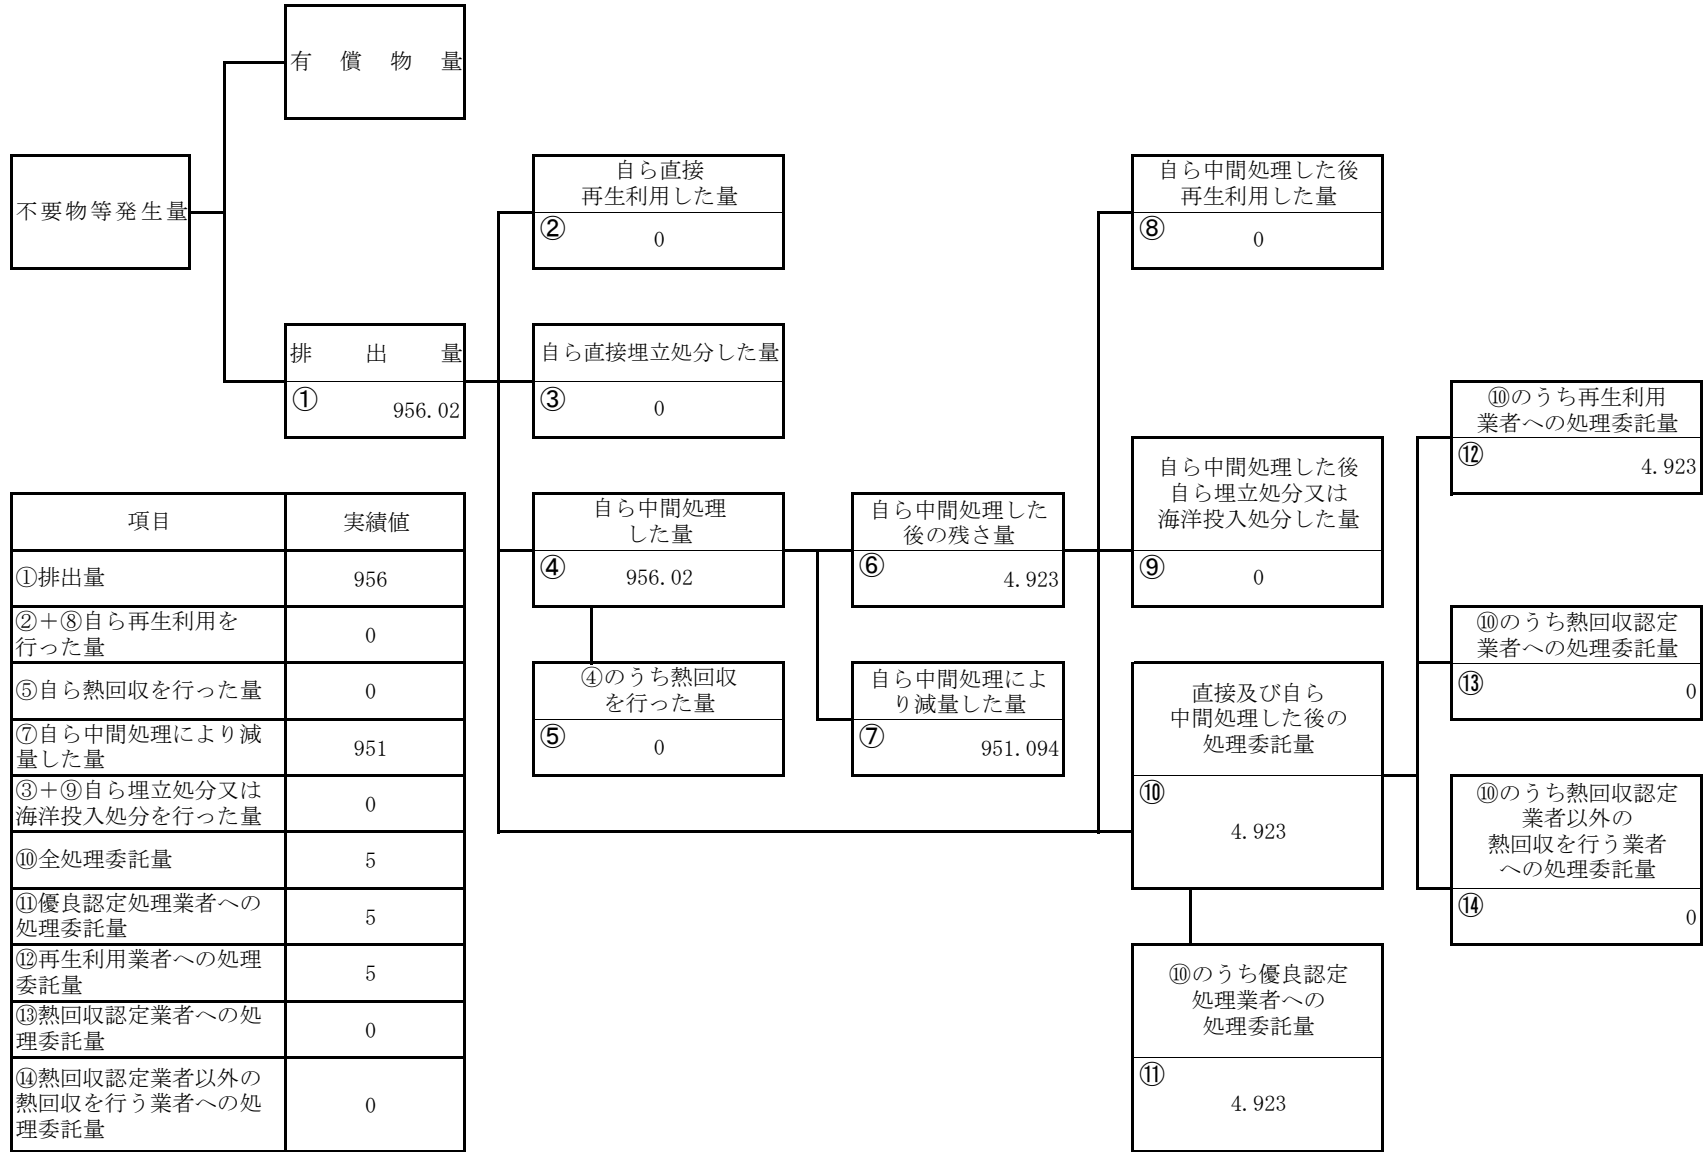 有償物量
不要物等発生量
自ら直接
再生利用した量
② 0
自ら中間処理した後
再生利用した量
⑧ 0
排出量
① 956.02
自ら直接埋立処分した量
③ 0
⑩のうち再生利用
業者への処理委託量
⑫ 4.923
自ら中間処理した後
自ら埋立処分又は
海洋投入処分した量
⑨ 0
自ら中間処理
した量
④ 956.02
自ら中間処理した
後の残さ量
⑥ 4.923
⑩のうち熱回収認定
業者への処理委託量
⑬ 0
④のうち熱回収
を行った量
⑤ 0
自ら中間処理によ
り減量した量
⑦ 951.094
直接及び自ら
中間処理した後の
処理委託量
⑩
4.923
⑩のうち熱回収認定
業者以外の
熱回収を行う業者
への処理委託量
⑭ 0
⑩のうち優良認定
処理業者への
処理委託量
⑪
4.923
項目 実績値
①排出量 956
②＋⑧自ら再生利用を
行った量 0
⑤自ら熱回収を行った量 0
⑦自ら中間処理により減
量した量 951
③＋⑨自ら埋立処分又は
海洋投入処分を行った量 0
⑩全処理委託量 5
⑪優良認定処理業者への
処理委託量 5
⑫再生利用業者への処理
委託量 5
⑬熱回収認定業者への処
理委託量 0
⑭熱回収認定業者以外の
熱回収を行う業者への処
理委託量 0